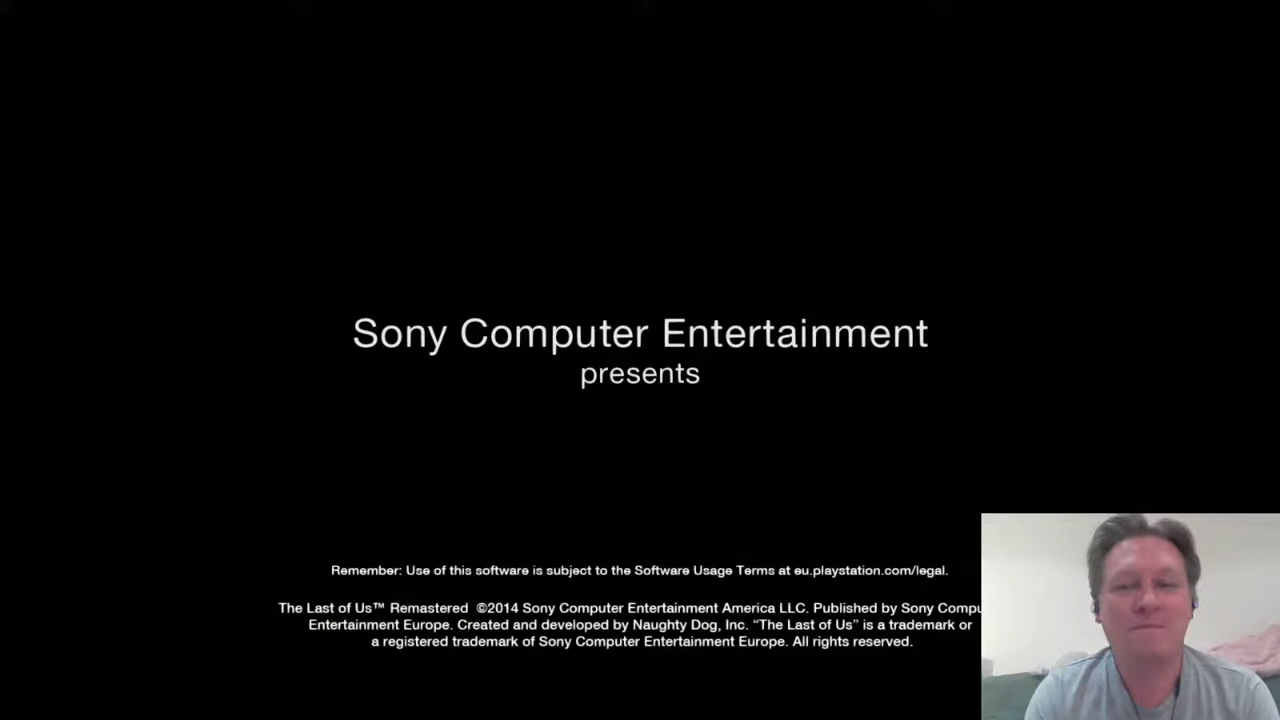 Sony Computer Entertainment
presents
Remember: Use of this software is subject to the Software Usage Terms at eu.playstation.com/legal.
The Last of Us™ Remastered ©2014 Sony Computer Entertainment America LLC. Published by Sony
Entertainment Europe. Created and developed by Naughty Dog, Inc. “The Last of Us” is a trademark or
a registered trademark of Sony Computer Entertainment Europe. All rights reserved.